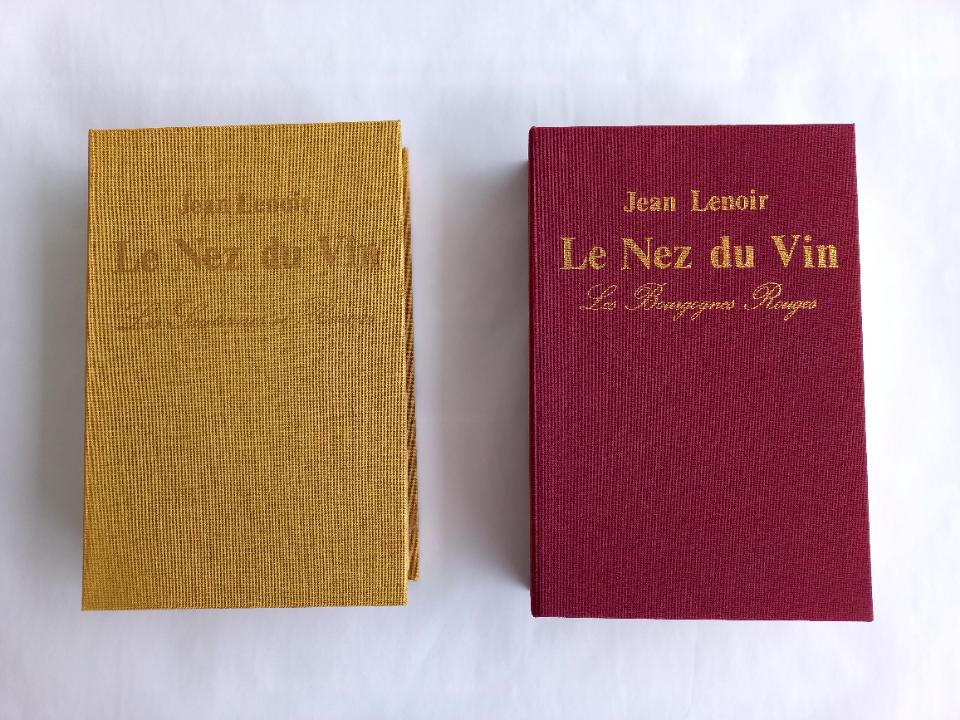 Jean Lenoir
Le Nez du Vin
Jean Lenoir
Le Nez du Vin
Les Bourgognes Rouges